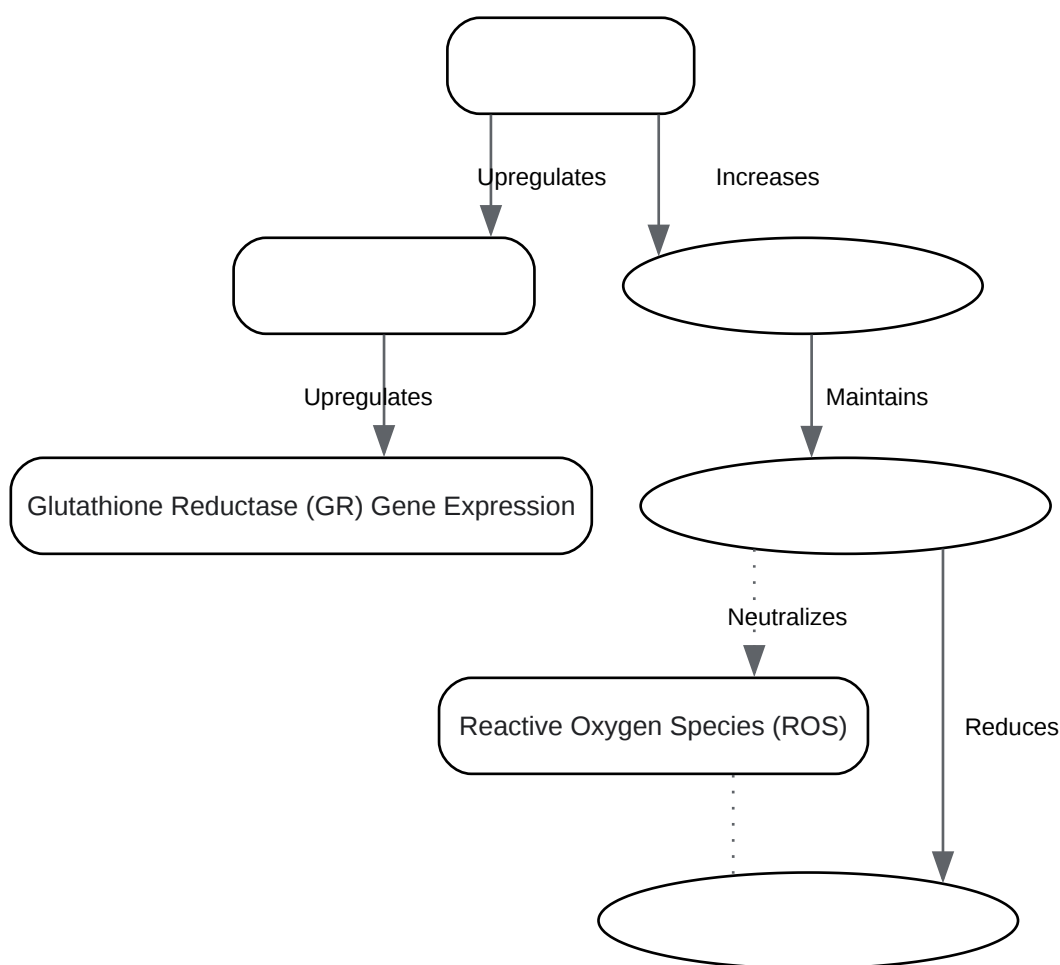 Upregulates
Increases
Upregulates
Maintains
Glutathione Reductase (GR) Gene Expression
Neutralizes
Reactive Oxygen Species (ROS)
Reduces